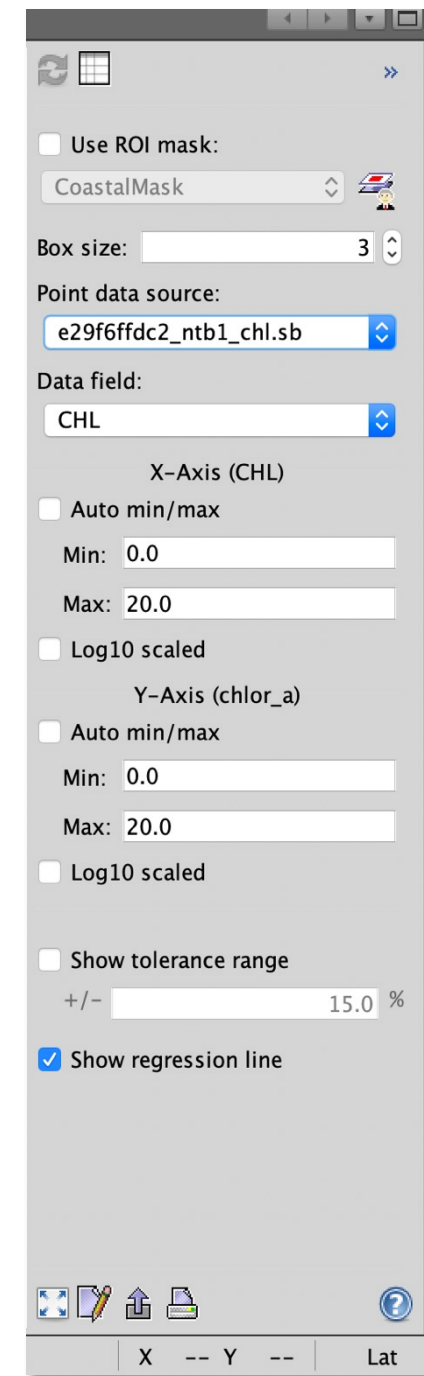 »
Use ROI mask:
CoastalMask
Box size: 3
Point data source:
e29f6ffdc2_ntb1_chl.sb
Data field:
CHL
X-Axis (CHL)
Auto min/max
Min: 0.0
Max: 20.0
Log10 scaled
Y-Axis (chlor_a)
Auto min/max
Min: 0.0
Max: 20.0
Log10 scaled
Show tolerance range
+/- 15.0 %
Show regression line
?
X -- Y -- Lat